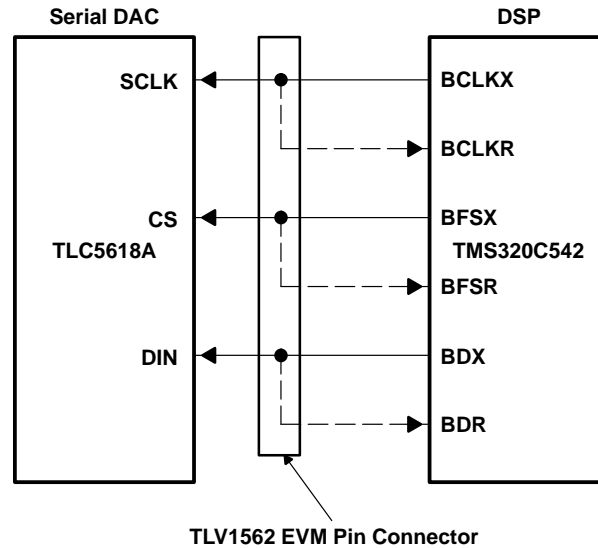 Serial DAC
DSP
SCLK
BCLKX
BCLKR
CS
BFSX
TLC5618A
TMS320C542
BFSR
DIN
BDX
BDR
TLV1562 EVM Pin Connector